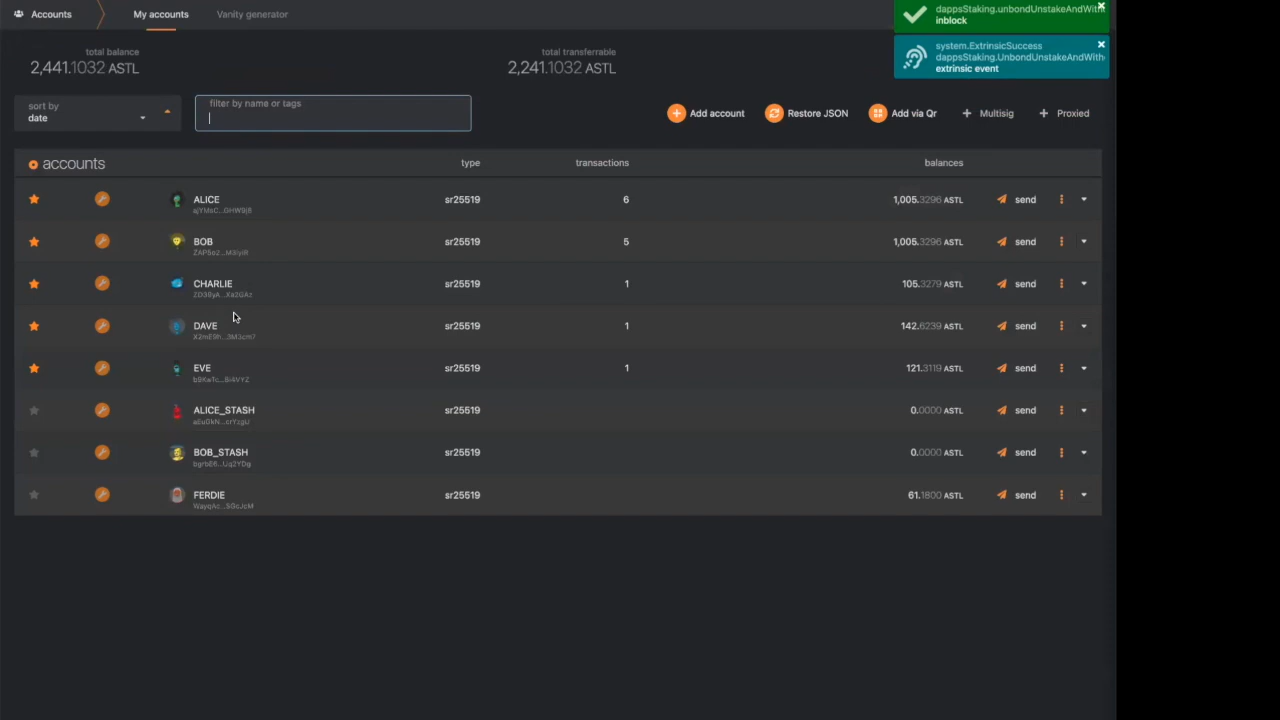 Accounts
My accounts
Vanity generator
dappsStaking.unbondUnstakeAndWith
inblock
system.ExtrinsicSuccess
dappsStaking.UnbondUnstakeAndWith
extrinsic event
total balance
2,441.1032 ASTL
total transferrable
2,241.1032 ASTL
sort by
date
filter by name or tags
Add account
Restore JSON
Add via Qr
Multisig
Proxied
accounts type transactions balances
ALICE sr25519 6 1,005.3296 ASTL send
BOB sr25519 5 1,005.3296 ASTL send
CHARLIE sr25519 1 105.3279 ASTL send
DAVE sr25519 1 142.6239 ASTL send
EVE sr25519 1 121.3119 ASTL send
ALICE_STASH sr25519 0.0000 ASTL send
BOB_STASH sr25519 0.0000 ASTL send
FERDIE sr25519 61.1800 ASTL send